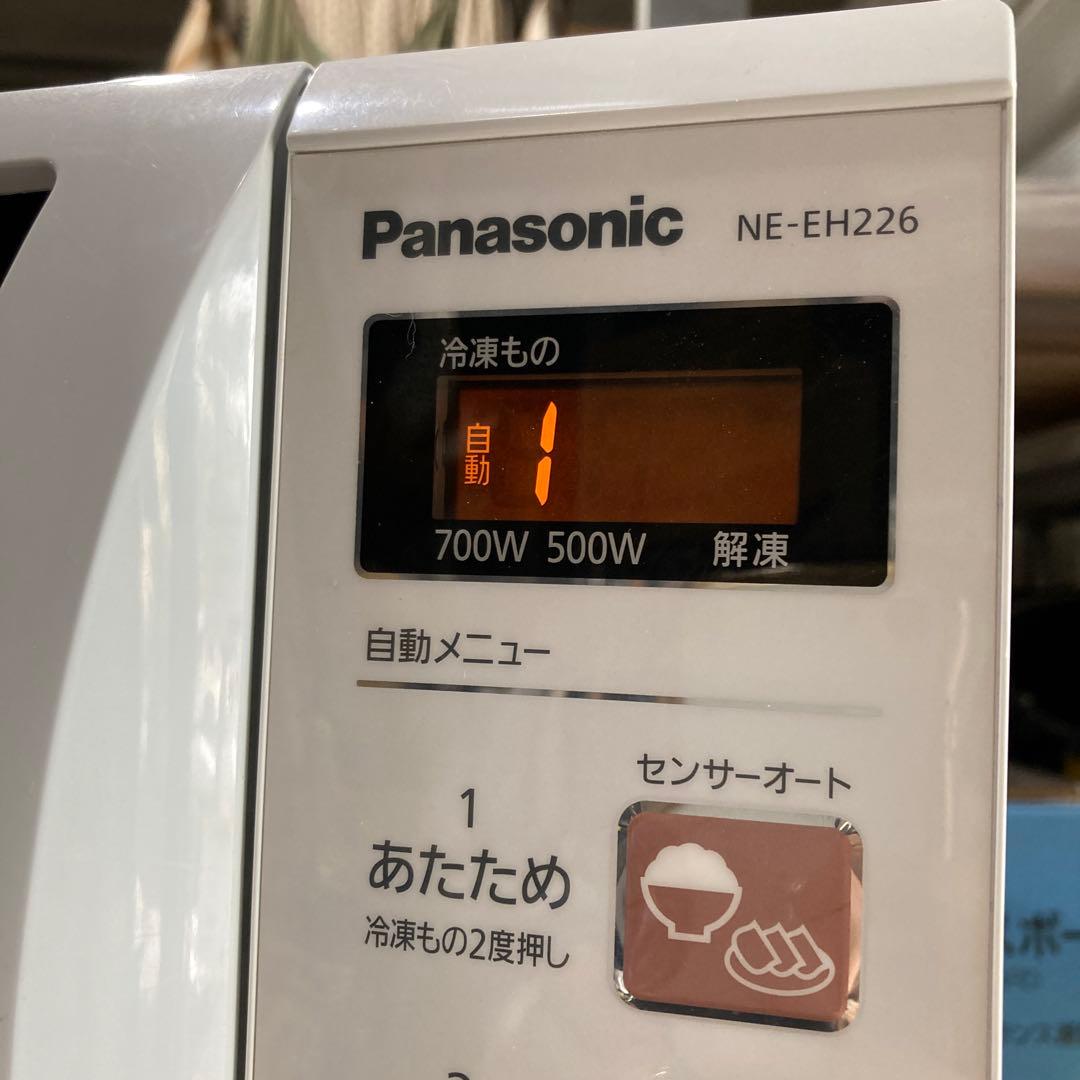 Panasonic NE-EH226
冷凍もの
自動 1
700W 500W 解凍
自動メニュー
センサーオート
1
あたため
冷凍もの2度押し